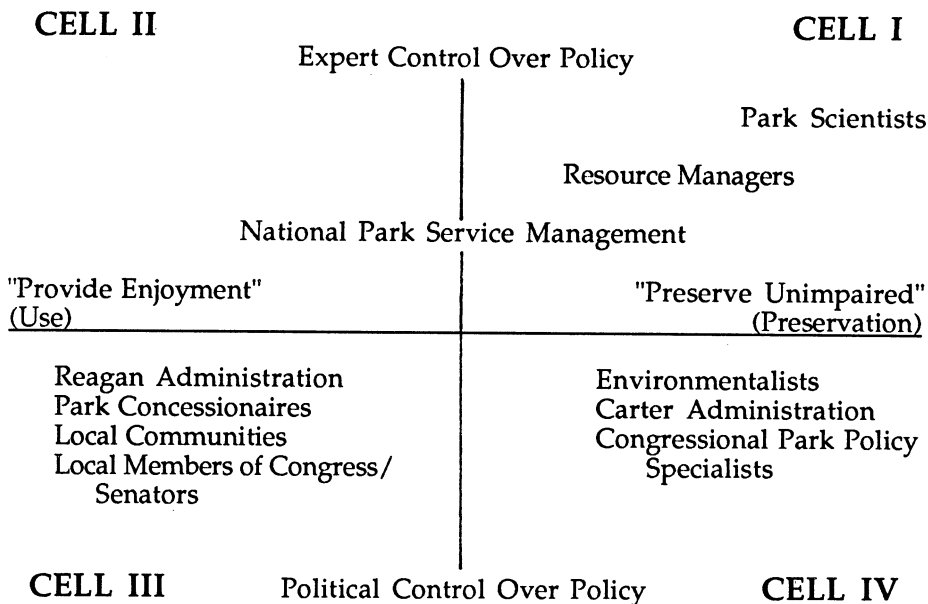 CELL II
CELL I
Expert Control Over Policy
Park Scientists
Resource Managers
National Park Service Management
"Provide Enjoyment"
(Use)
"Preserve Unimpaired"
(Preservation)
Reagan Administration
Park Concessionaires
Local Communities
Local Members of Congress/
Senators
Environmentalists
Carter Administration
Congressional Park Policy
Specialists
CELL III
Political Control Over Policy
CELL IV